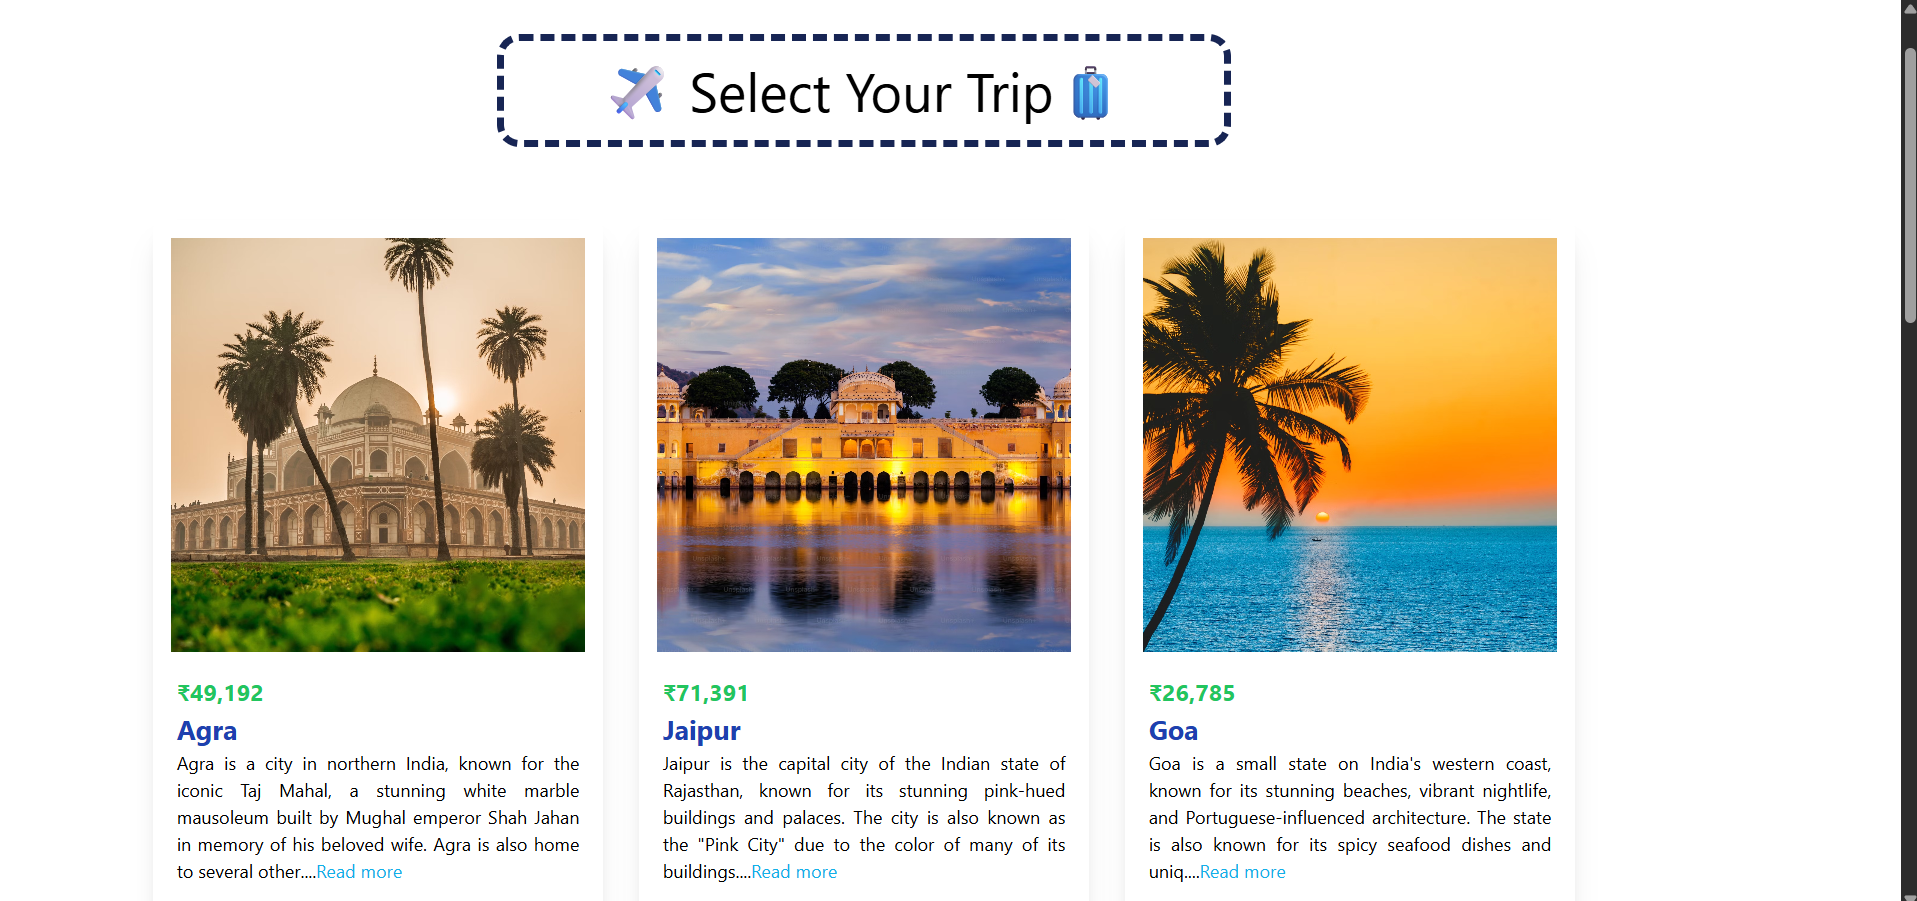 ✈️ Select Your Trip 🧳
₹49,192
Agra
Agra is a city in northern India, known for the
iconic Taj Mahal, a stunning white marble
mausoleum built by Mughal emperor Shah Jahan
in memory of his beloved wife. Agra is also home
to several other....Read more
₹71,391
Jaipur
Jaipur is the capital city of the Indian state of
Rajasthan, known for its stunning pink-hued
buildings and palaces. The city is also known as
the "Pink City" due to the color of many of its
buildings....Read more
₹26,785
Goa
Goa is a small state on India's western coast,
known for its stunning beaches, vibrant nightlife,
and Portuguese-influenced architecture. The state
is also known for its spicy seafood dishes and
uniq....Read more